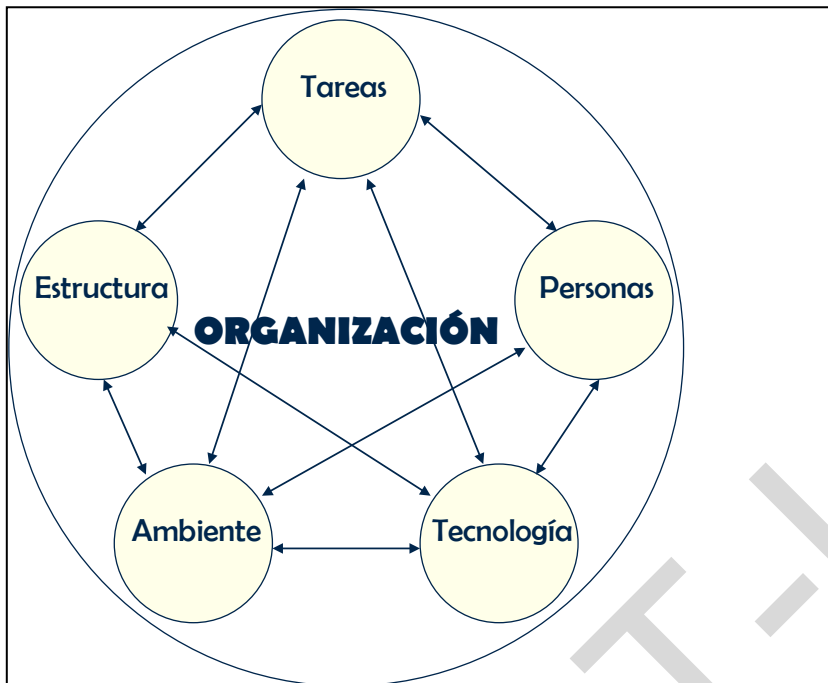 Tareas
Estructura
Personas
ORGANIZACIÓN
Ambiente
Tecnología